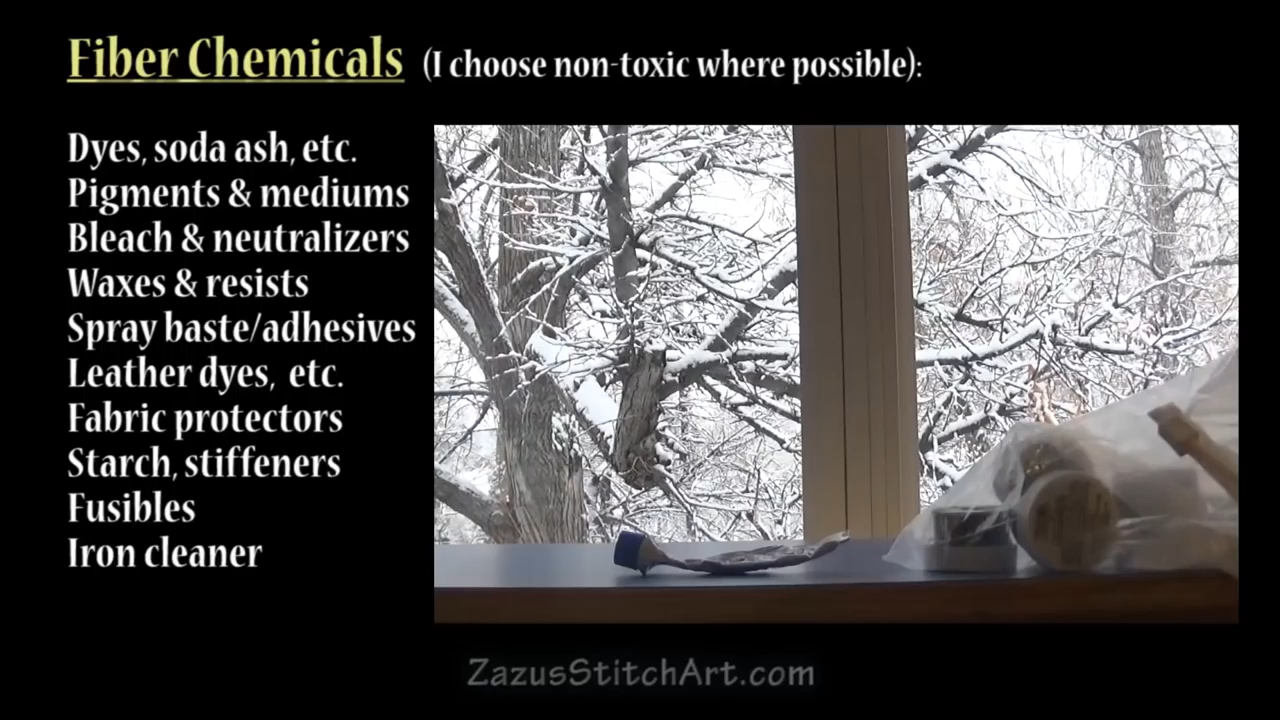 Fiber Chemicals (I choose non-toxic where possible):
Dyes, soda ash, etc.
Pigments & mediums
Bleach & neutralizers
Waxes & resists
Spray baste/adhesives
Leather dyes, etc.
Fabric protectors
Starch, stiffeners
Fusibles
Iron cleaner
ZazusStitchArt.com